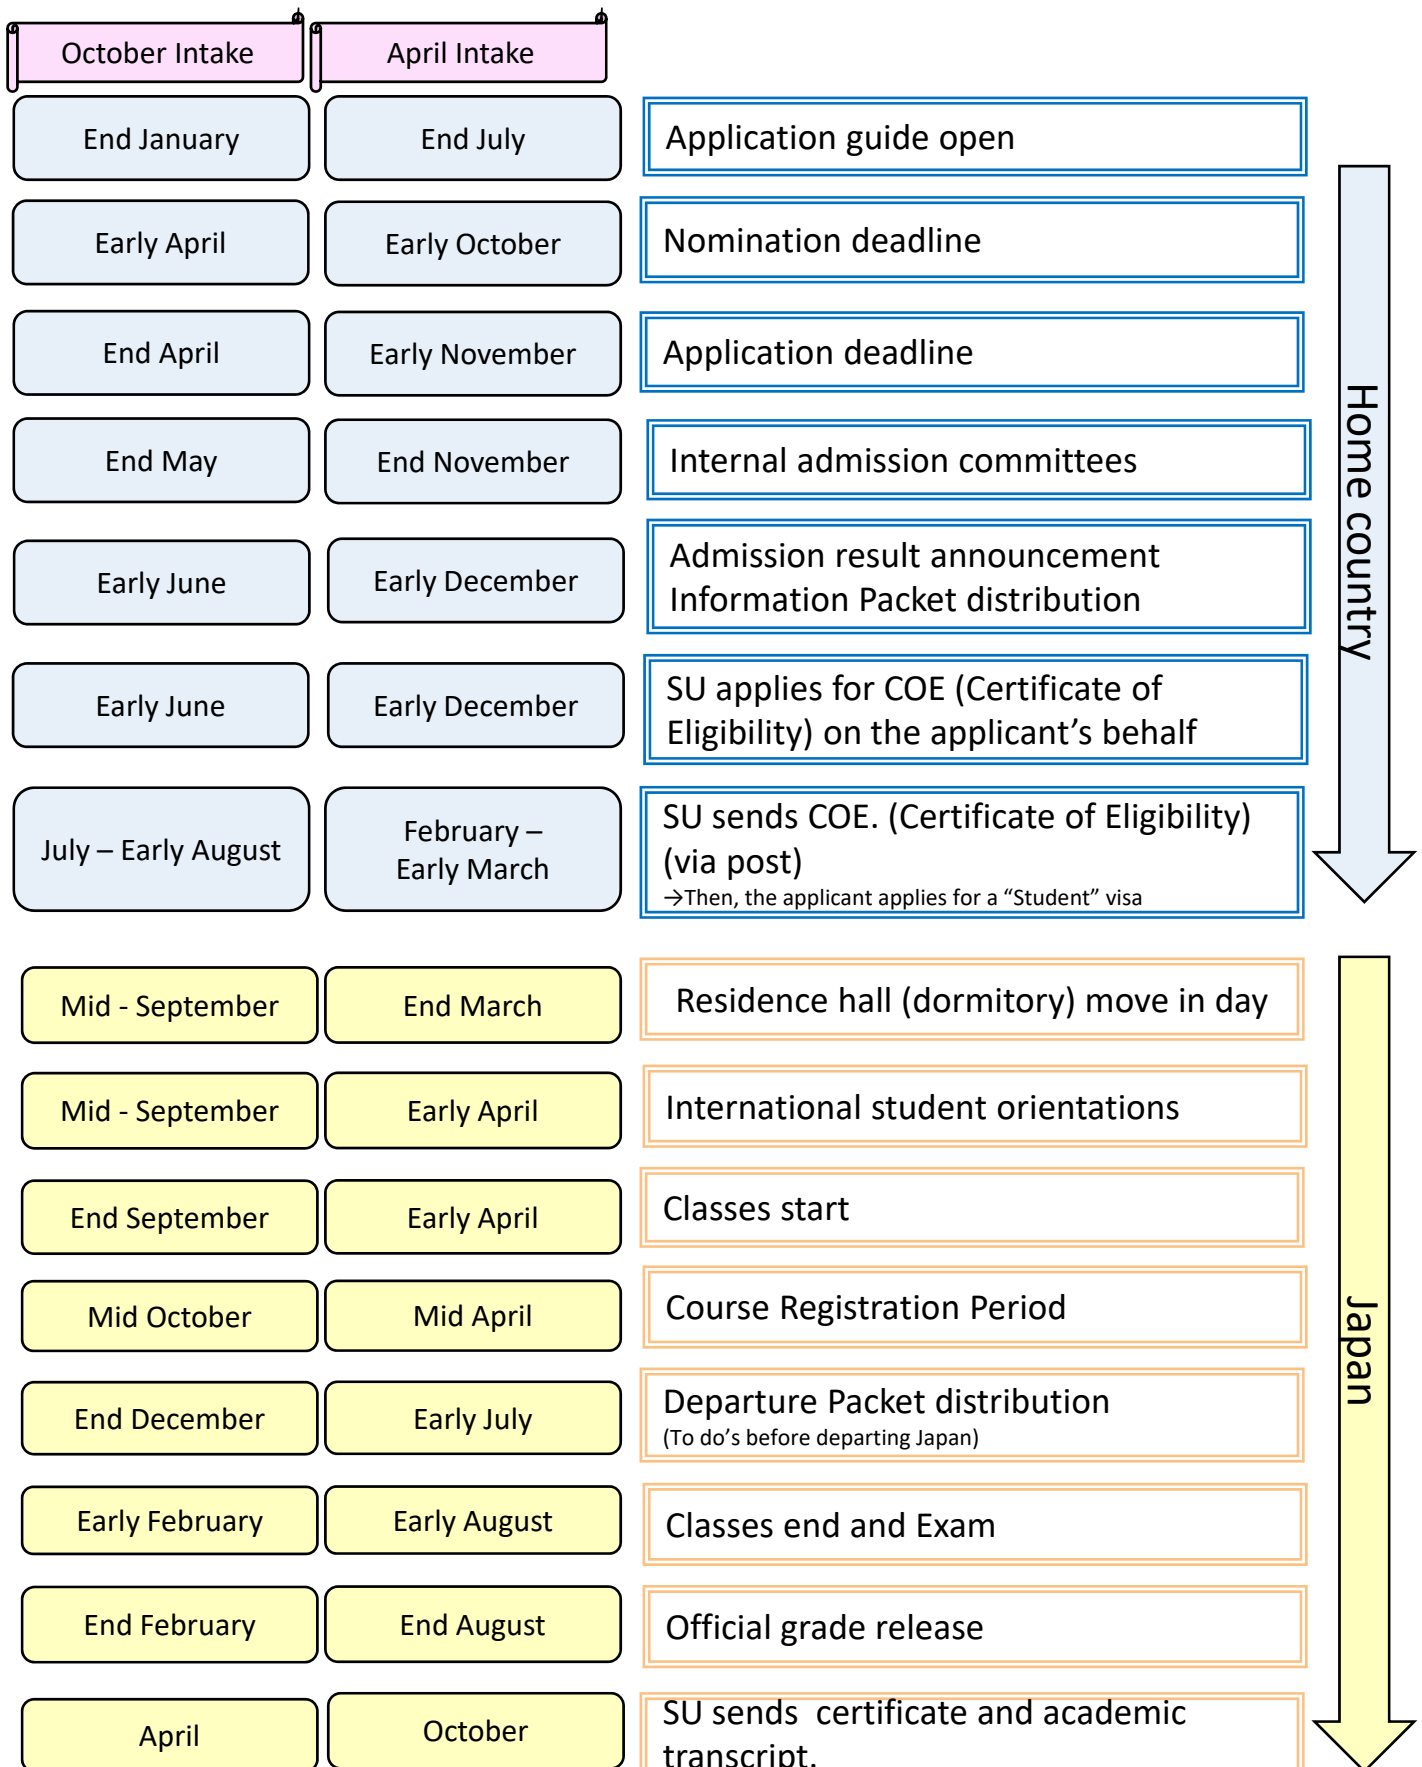 October Intake
April Intake
End January
End July
Application guide open
Early April
Early October
Nomination deadline
End April
Early November
Application deadline
End May
End November
Internal admission committees
Early June
Early December
Admission result announcement
Information Packet distribution
Early June
Early December
SU applies for COE (Certificate of
Eligibility) on the applicant’s behalf
July – Early August
February –
Early March
SU sends COE. (Certificate of Eligibility)
(via post)
→Then, the applicant applies for a “Student” visa
Home country
Mid - September
End March
Residence hall (dormitory) move in day
Mid - September
Early April
International student orientations
End September
Early April
Classes start
Mid October
Mid April
Course Registration Period
End December
Early July
Departure Packet distribution
(To do’s before departing Japan)
Early February
Early August
Classes end and Exam
End February
End August
Official grade release
April
October
SU sends  certificate and academic
transcript.
Japan